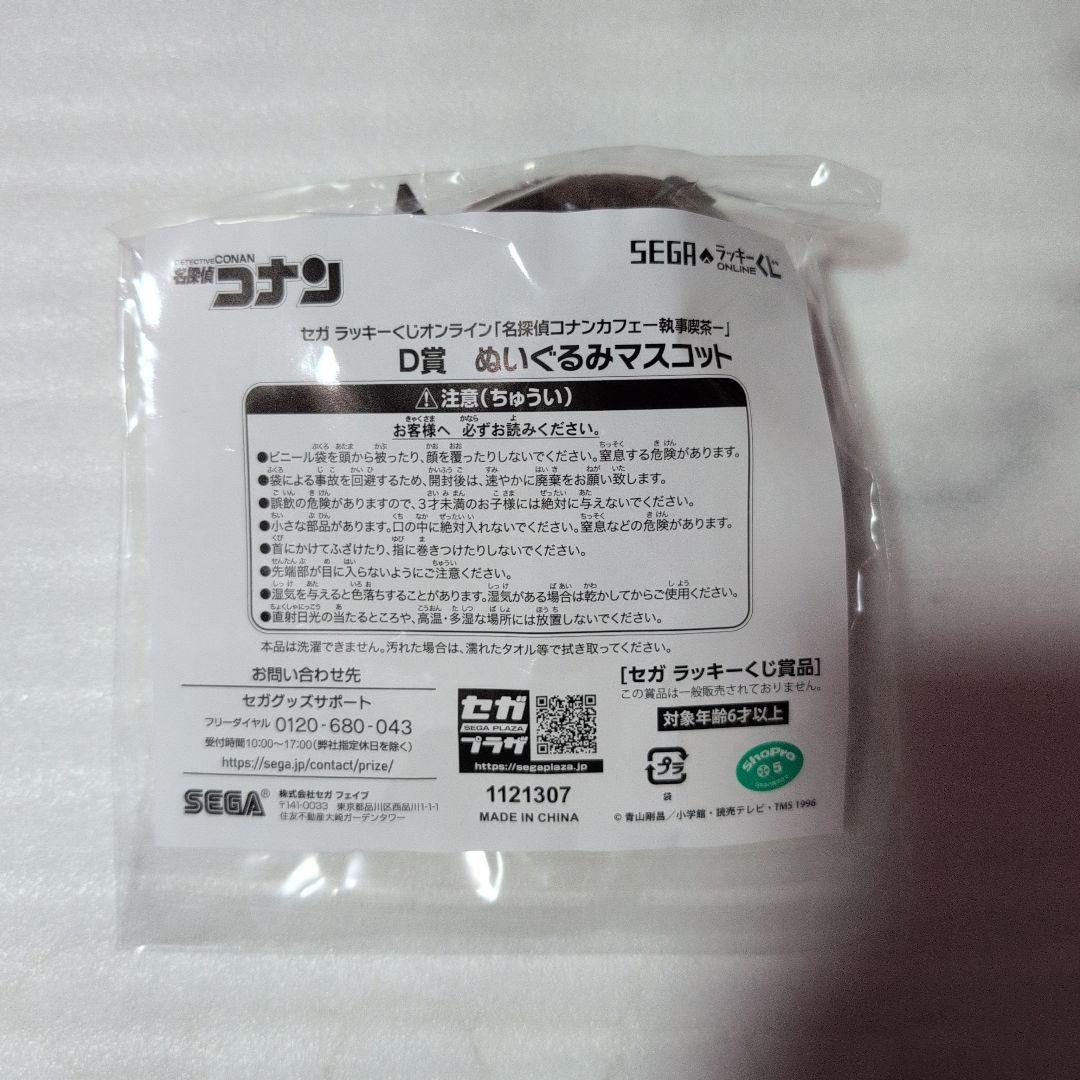 DETECTIVE CONAN
名探偵コナン
SEGA ラッキーくじ ONLINE
セガ ラッキーくじオンライン「名探偵コナンカフェー執事喫茶ー」
D賞 ぬいぐるみマスコット
注意(ちゅうい)
お客様へ 必ずお読みください。
●ビニール袋を頭から被ったり、顔を覆ったりしないでください。窒息する危険があります。
●袋による事故を回避するため、開封後は、速やかに廃棄をお願い致します。
●誤飲の危険がありますので、3才未満のお子様には絶対に与えないでください。
●小さな部品があります。口の中に絶対入れないでください。窒息などの危険があります。
●首にかけてふざけたり、指に巻きつけたりしないでください。
●先端部が目に入らないようにご注意ください。
●湿気を与えると色落ちすることがあります。湿気がある場合は乾かしてからご使用ください。
●直射日光の当たるところや、高温・多湿な場所には放置しないでください。
本品は洗濯できません。汚れた場合は、濡れたタオル等で拭き取ってください。
お問い合わせ先
セガグッズサポート
フリーダイヤル 0120-680-043
受付時間10:00〜17:00(弊社指定休日を除く)
https://sega.jp/contact/prize/
SEGA® 株式会社セガ フェイブ
〒141-0033 東京都品川区西品川1-1-1
住友不動産大崎ガーデンタワー
セガ
SEGA PLAZA
プラザ
https://segaplaza.jp
1121307
MADE IN CHINA
[セガ ラッキーくじ賞品]
この賞品は一般販売されておりません。
対象年齢6才以上
プラ
袋
ShoPro
5
©青山剛昌/小学館・読売テレビ・TMS 1996